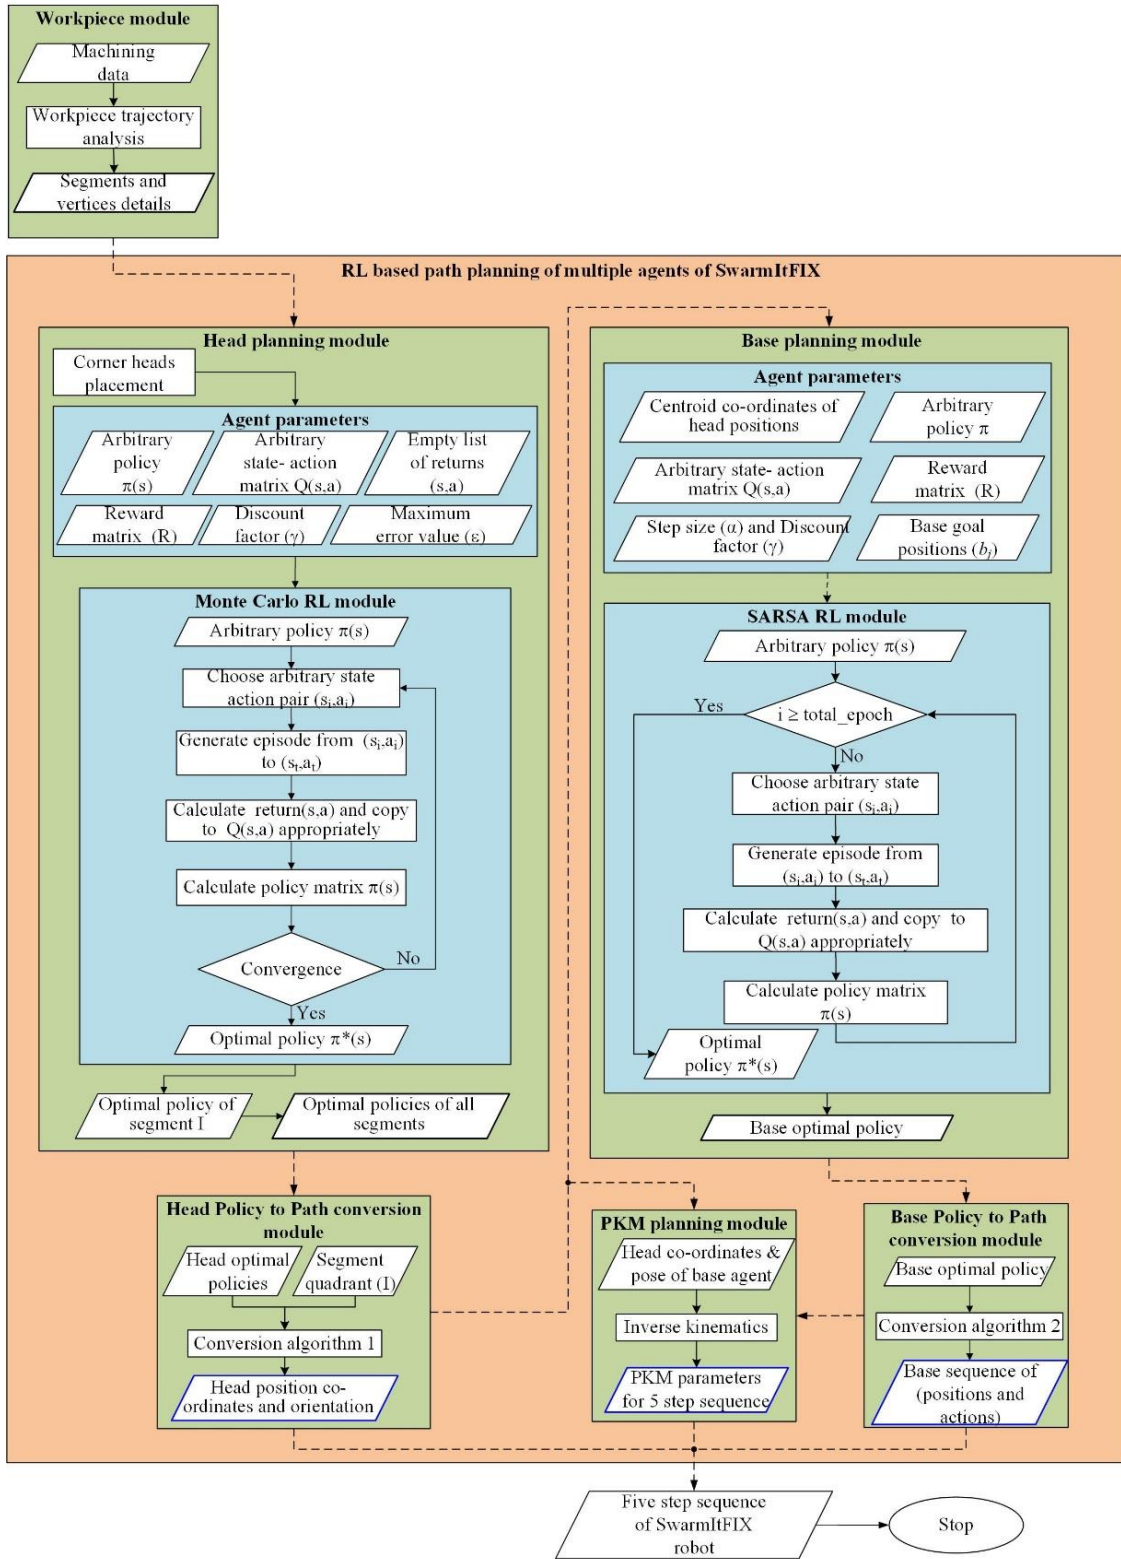 Workpiece module
Machining
data
Workpiece trajectory
analysis
Segments and
vertices details
RL based path planning of multiple agents of SwarmItFIX
Head planning module
Corner heads
placement
Agent parameters
Arbitrary
policy
π(s)
Arbitrary
state- action
matrix Q(s,a)
Empty list
of returns
(s,a)
Reward
matrix (R)
Discount
factor (γ)
Maximum
error value (ε)
Monte Carlo RL module
Arbitrary policy π(s)
Choose arbitrary state
action pair (si,ai)
Generate episode from (si,ai)
to (st,at)
Calculate return(s,a) and copy
to Q(s,a) appropriately
Calculate policy matrix π(s)
Convergence
No
Yes
Optimal policy π*(s)
Optimal policy of
segment I
Optimal policies of all
segments
Base planning module
Agent parameters
Centroid co-ordinates of
head positions
Arbitrary
policy π
Arbitrary state- action
matrix Q(s,a)
Reward
matrix (R)
Step size (α) and Discount
factor (γ)
Base goal
positions (bj)
SARSA RL module
Arbitrary policy π(s)
Yes
i ≥ total_epoch
No
Choose arbitrary state
action pair (si,ai)
Generate episode from
(si,ai) to (st,at)
Calculate return(s,a) and copy to
Q(s,a) appropriately
Calculate policy matrix
π(s)
Optimal
policy π*(s)
Base optimal policy
Head Policy to Path conversion
module
Head optimal
policies
Segment
quadrant (I)
Conversion algorithm 1
Head position co-
ordinates and orientation
PKM planning module
Head co-ordinates &
pose of base agent
Inverse kinematics
PKM parameters
for 5 step sequence
Base Policy to Path
conversion module
Base optimal policy
Conversion algorithm 2
Base sequence of
(positions and
actions)
Five step sequence
of SwarmItFIX
robot
Stop